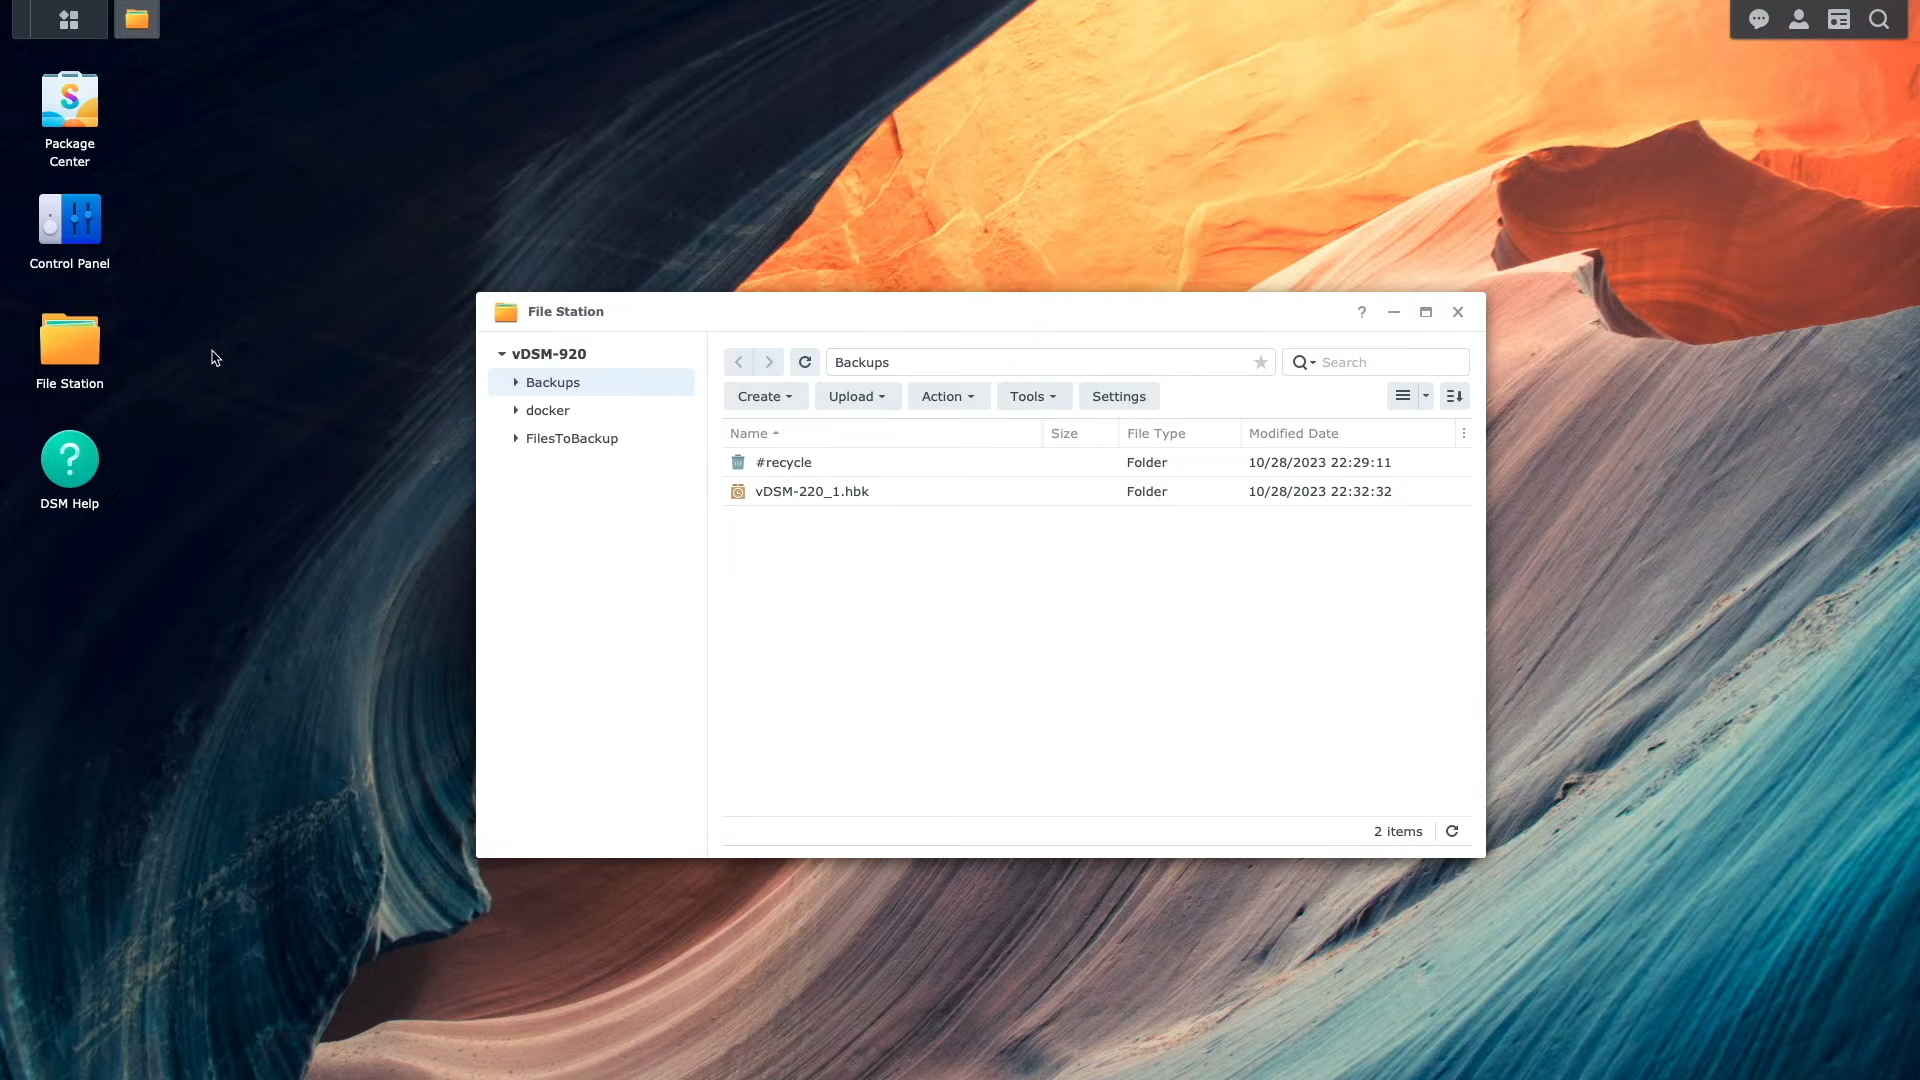 Package
Center
Control Panel
File Station
DSM Help
File Station
vDSM-920
Backups
docker
FilesToBackup
Backups
Search
Create
Upload
Action
Tools
Settings
Name
Size
File Type
Modified Date
#recycle
Folder
10/28/2023 22:29:11
vDSM-220_1.hbk
Folder
10/28/2023 22:32:32
2 items